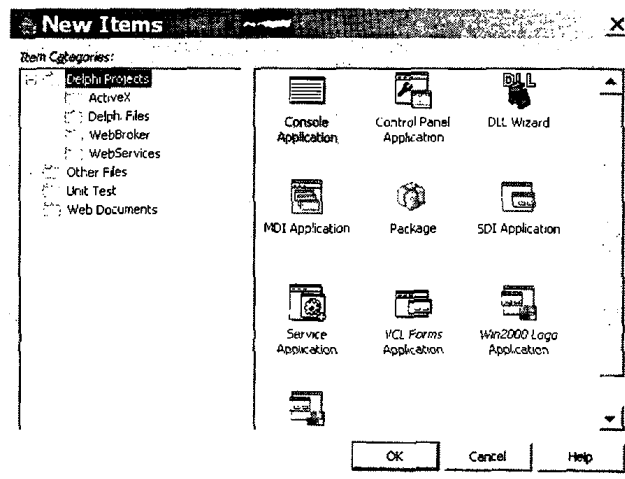 New Items
Item Categories:
Delphi Projects
ActiveX
Delphi Files
WebBroker
WebServices
Other Files
Unit Test
Web Documents
Console Application
Control Panel Application
DLL Wizard
MDI Application
Package
SDI Application
Service Application
VCL Forms Application
Win2000 Logo Application
OK
Cancel
Help